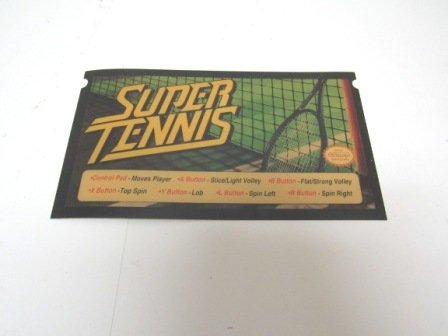 SUPER
TENNIS
•Control Pad - Moves Player •A Button - Slice/Light Volley •B Button - Flat/Strong Volley
•X Button - Top Spin •Y Button - Lob •L Button - Spin Left •R Button - Spin Right